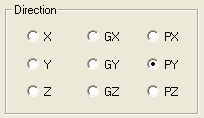 Direction
X GX PX
Y GY PY
Z GZ PZ